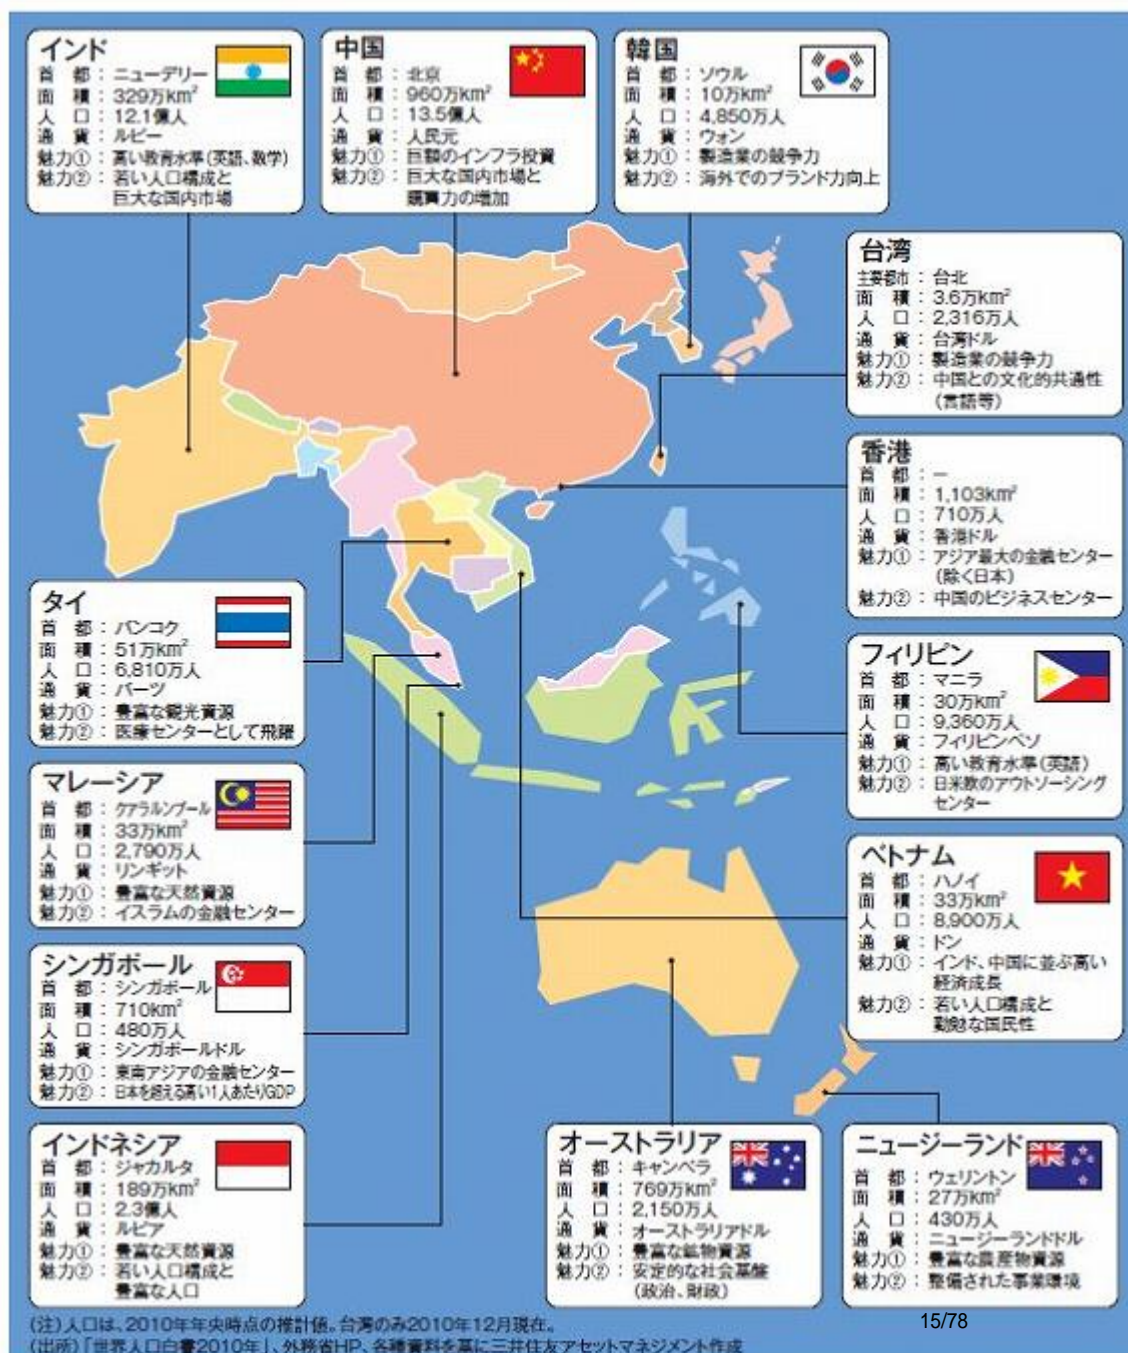 インド
首　都：ニューデリー
面　積：329万km²
人　口：12.1億人
通　貨：ルピー
魅力①：高い教育水準(英語、数学)
魅力②：若い人口構成と
巨大な国内市場
中国
首　都：北京
面　積：960万km²
人　口：13.5億人
通　貨：人民元
魅力①：巨額のインフラ投資
魅力②：巨大な国内市場と
購買力の増加
韓国
首　都：ソウル
面　積：10万km²
人　口：4,850万人
通　貨：ウォン
魅力①：製造業の競争力
魅力②：海外でのブランド力向上
台湾
主要都市：台北
面　積：3.6万km²
人　口：2,316万人
通　貨：台湾ドル
魅力①：製造業の競争力
魅力②：中国との文化的共通性
(言語等)
香港
首　都：－
面　積：1,103km²
人　口：710万人
通　貨：香港ドル
魅力①：アジア最大の金融センター
(除く日本)
魅力②：中国のビジネスセンター
タイ
首　都：バンコク
面　積：51万km²
人　口：6,810万人
通　貨：バーツ
魅力①：豊富な観光資源
魅力②：医療センターとして飛躍
フィリピン
首　都：マニラ
面　積：30万km²
人　口：9,360万人
通　貨：フィリピンペソ
魅力①：高い教育水準(英語)
魅力②：日米欧のアウトソーシング
センター
マレーシア
首　都：クアラルンプール
面　積：33万km²
人　口：2,790万人
通　貨：リンギット
魅力①：豊富な天然資源
魅力②：イスラムの金融センター
ベトナム
首　都：ハノイ
面　積：33万km²
人　口：8,900万人
通　貨：ドン
魅力①：インド、中国に並ぶ高い
経済成長
魅力②：若い人口構成と
勤勉な国民性
シンガポール
首　都：シンガポール
面　積：710km²
人　口：480万人
通　貨：シンガポールドル
魅力①：東南アジアの金融センター
魅力②：日本を超える高い1人あたりGDP
インドネシア
首　都：ジャカルタ
面　積：189万km²
人　口：2.3億人
通　貨：ルピア
魅力①：豊富な天然資源
魅力②：若い人口構成と
豊富な人口
オーストラリア
首　都：キャンベラ
面　積：769万km²
人　口：2,150万人
通　貨：オーストラリアドル
魅力①：豊富な鉱物資源
魅力②：安定的な社会基盤
(政治、財政)
ニュージーランド
首　都：ウェリントン
面　積：27万km²
人　口：430万人
通　貨：ニュージーランドドル
魅力①：豊富な農産物資源
魅力②：整備された事業環境
15/78
(注)人口は、2010年年央時点の推計値。台湾のみ2010年12月現在。
(出所)「世界人口白書2010年」、外務省HP、各種資料を基に三井住友アセットマネジメント作成